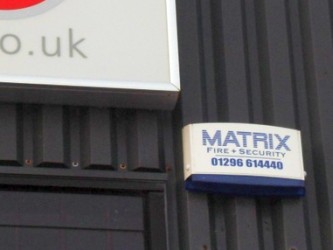 .o.uk
MATRIX
FIRE + SECURITY
01296 614440